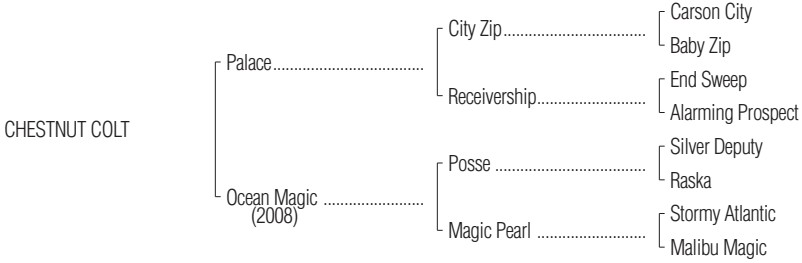 Carson City
City Zip
Baby Zip
Palace
End Sweep
Receivership
Alarming Prospect
CHESTNUT COLT
Silver Deputy
Posse
Raska
Ocean Magic
(2008)
Stormy Atlantic
Magic Pearl
Malibu Magic